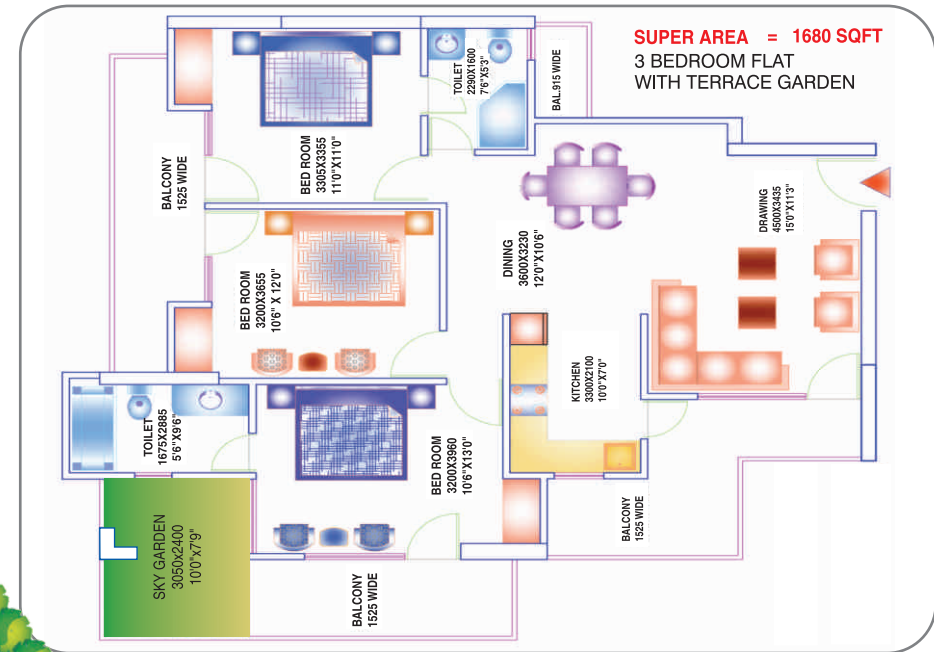 SUPER AREA = 1680 SQFT
3 BEDROOM FLAT
WITH TERRACE GARDEN
TOILET
2290X1600
7'6"X5'3"
BAL.915 WIDE
BED ROOM
3305X3355
11'0"X11'0"
BALCONY
1525 WIDE
DRAWING
4500X3435
15'0"X11'3"
DINING
3600X3230
12'0"X10'6"
BED ROOM
3200X3655
10'6" X 12'0"
KITCHEN
3300X2100
10'0"X7'0"
TOILET
1675X2885
5'6"X9'6"
BED ROOM
3200X3960
10'6"X13'0"
SKY GARDEN
3050x2400
10'0"x7'9"
BALCONY
1525 WIDE
BALCONY
1525 WIDE